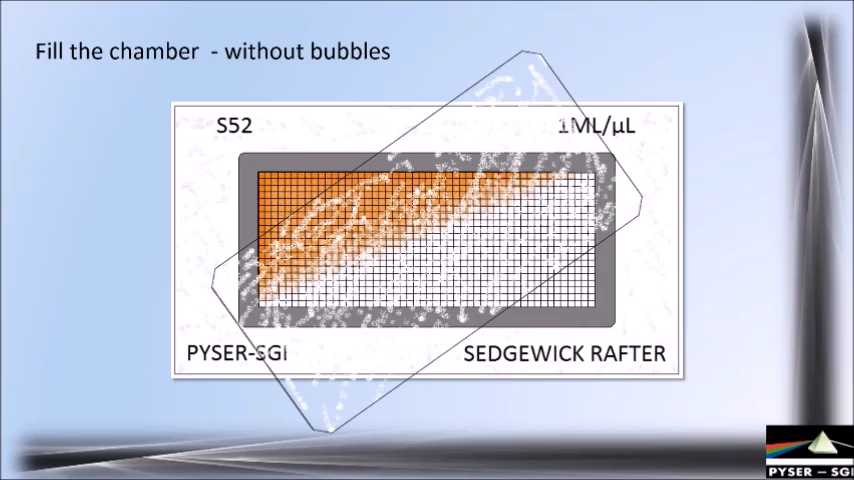 Fill the chamber - without bubbles
S52 1ML/µL
PYSER-SGI SEDGEWICK RAFTER
PYSER – SGI